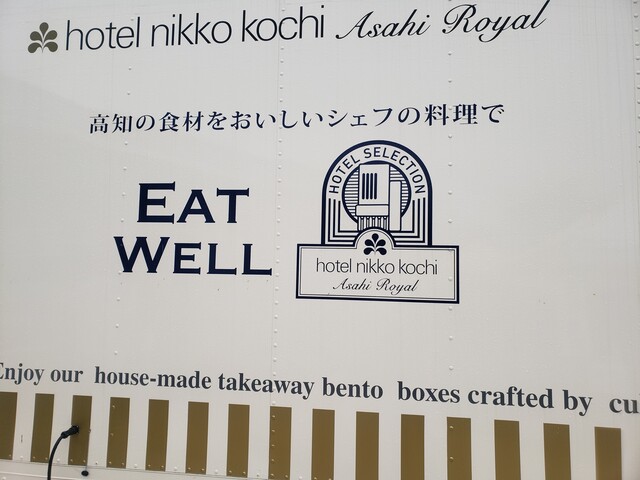 hotel nikko kochi Asahi Royal
高知の食材をおいしいシェフの料理で
EAT
WELL
HOTEL SELECTION
hotel nikko kochi
Asahi Royal
Enjoy our house-made takeaway bento boxes crafted by